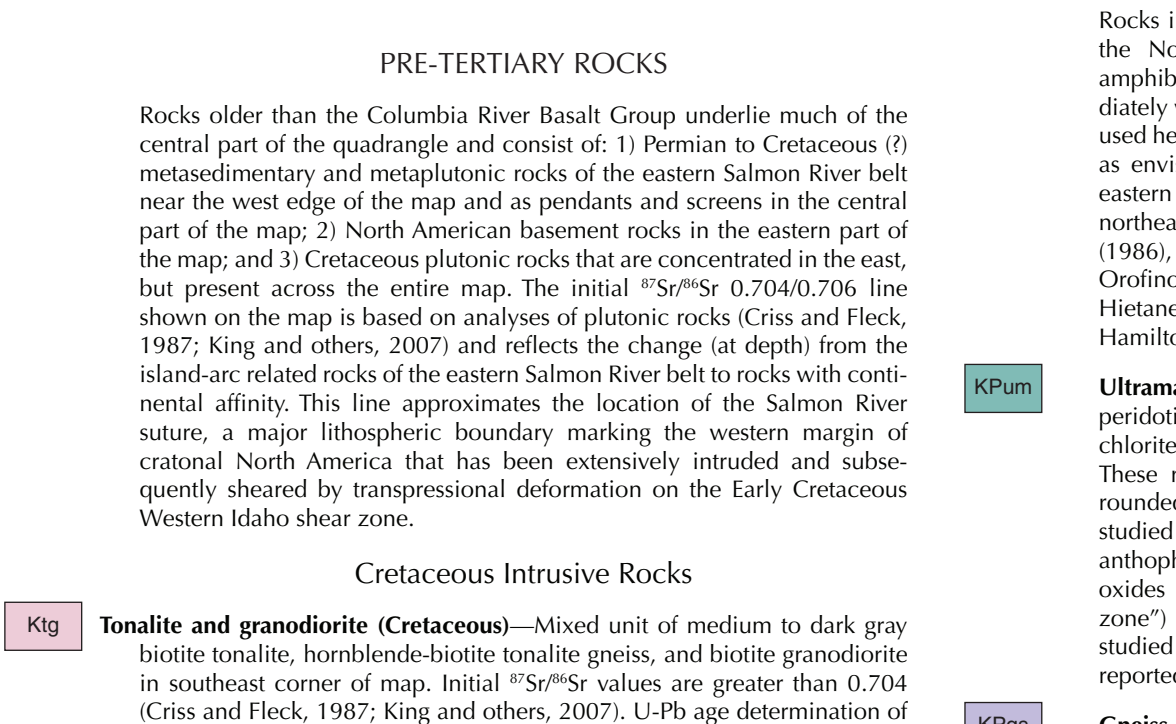 PRE-TERTIARY ROCKS
Rocks older than the Columbia River Basalt Group underlie much of the
central part of the quadrangle and consist of: 1) Permian to Cretaceous (?)
metasedimentary and metaplutonic rocks of the eastern Salmon River belt
near the west edge of the map and as pendants and screens in the central
part of the map; 2) North American basement rocks in the eastern part of
the map; and 3) Cretaceous plutonic rocks that are concentrated in the east,
but present across the entire map. The initial ⁸⁷Sr/⁸⁶Sr 0.704/0.706 line
shown on the map is based on analyses of plutonic rocks (Criss and Fleck,
1987; King and others, 2007) and reflects the change (at depth) from the
island-arc related rocks of the eastern Salmon River belt to rocks with conti-
nental affinity. This line approximates the location of the Salmon River
suture, a major lithospheric boundary marking the western margin of
cratonal North America that has been extensively intruded and subse-
quently sheared by transpressional deformation on the Early Cretaceous
Western Idaho shear zone.
Cretaceous Intrusive Rocks
Ktg
Tonalite and granodiorite (Cretaceous)—Mixed unit of medium to dark gray
biotite tonalite, hornblende-biotite tonalite gneiss, and biotite granodiorite
in southeast corner of map. Initial ⁸⁷Sr/⁸⁶Sr values are greater than 0.704
(Criss and Fleck, 1987; King and others, 2007). U-Pb age determination of
Rocks i
the No
amphib
diately
used he
as envi
eastern
northea
(1986),
Orofino
Hietane
Hamilto
KPum
Ultrama
peridoti
chlorite
These r
rounded
studied
anthoph
oxides
zone”)
studied
reported
Gneiss